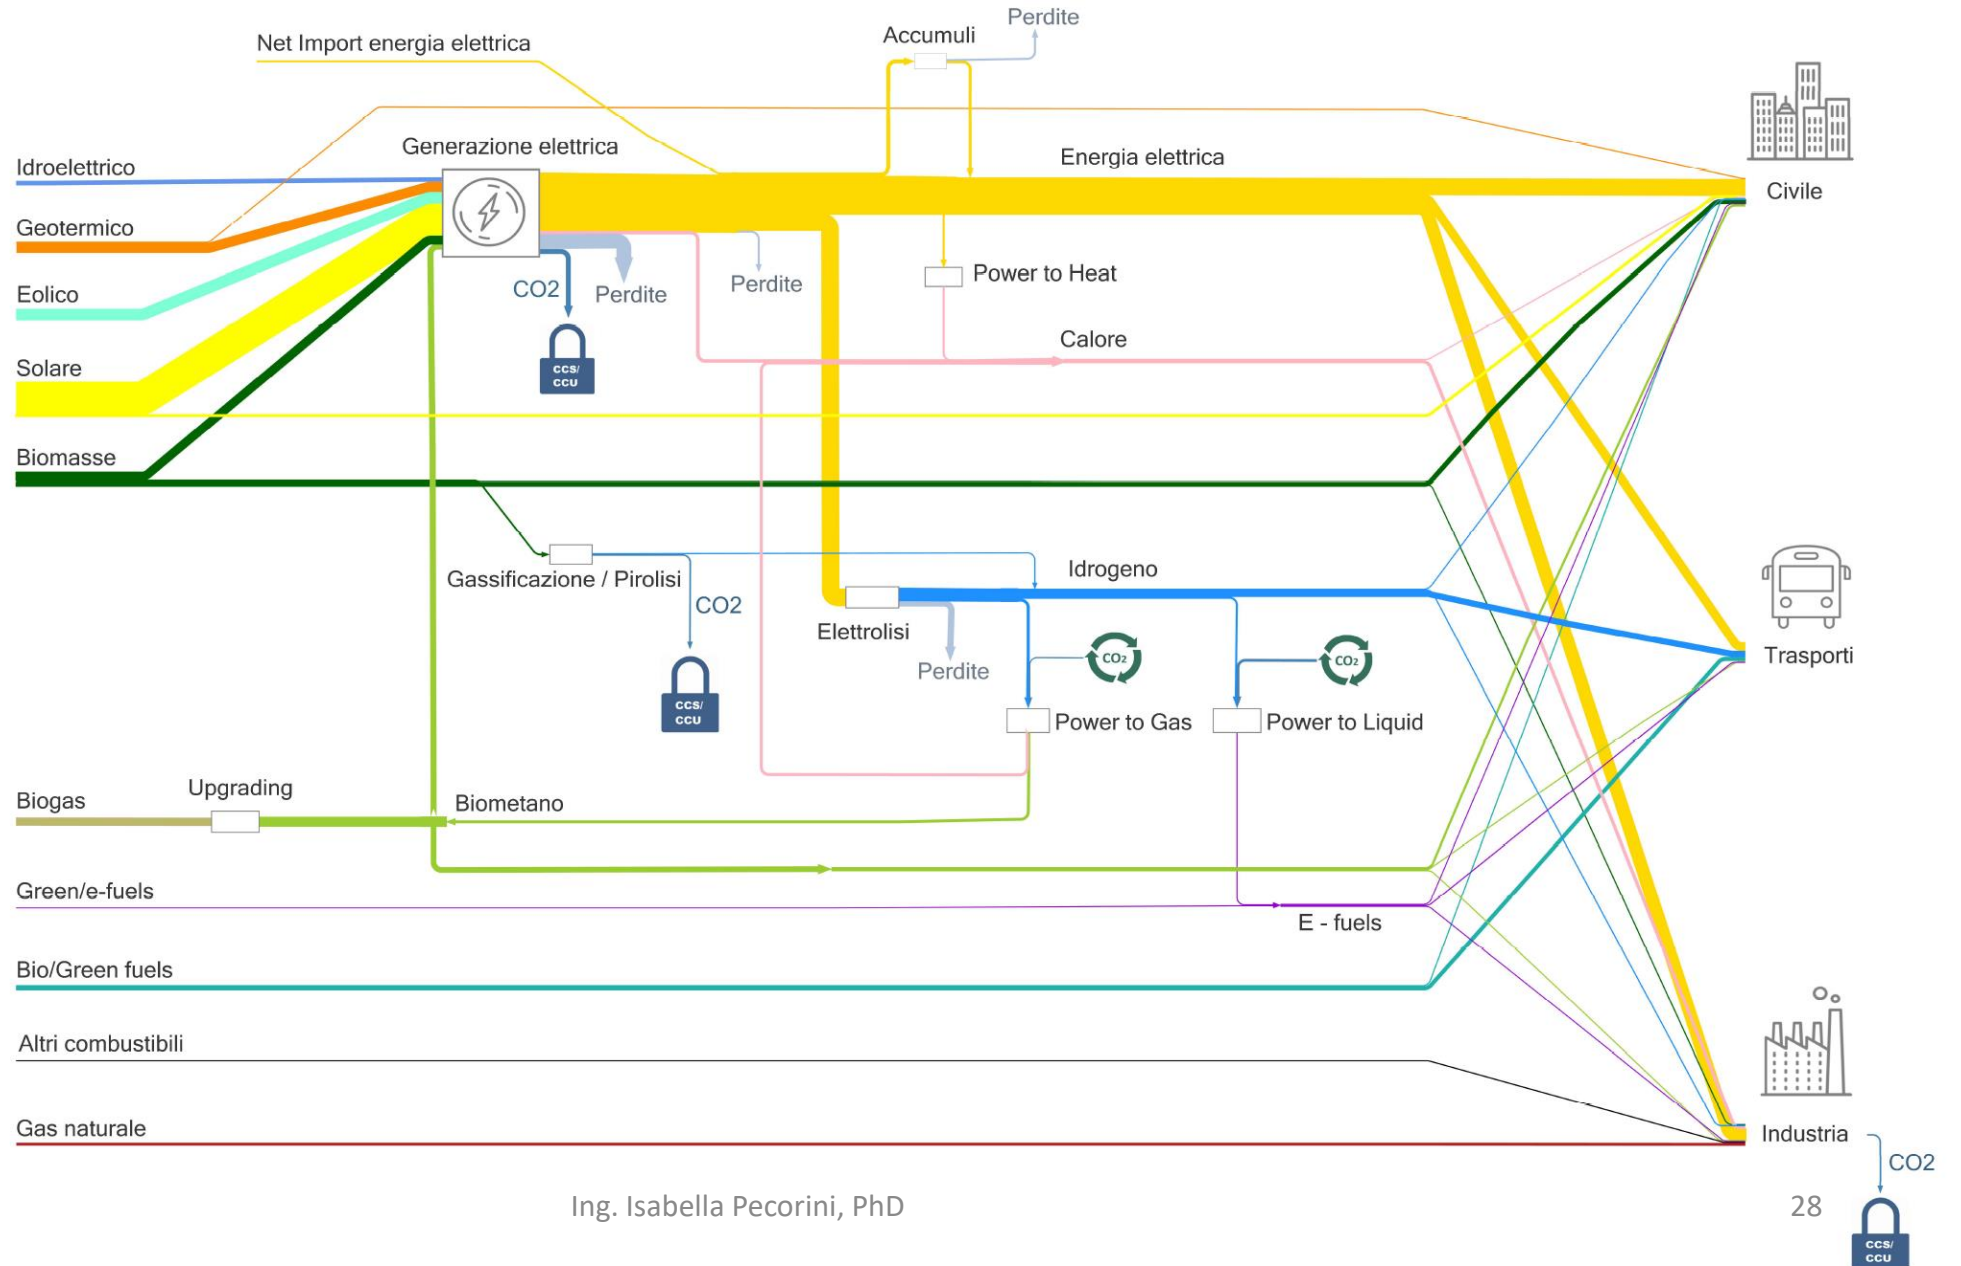 Perdite
Net Import energia elettrica
Accumuli
Generazione elettrica
Energia elettrica
Idroelettrico
Civile
Geotermico
Power to Heat
Perdite
CO2
Perdite
Eolico
Calore
Solare
CCS/
CCU
Biomasse
Idrogeno
Gassificazione / Pirolisi
CO2
Elettrolisi
Trasporti
CO2
CO2
Perdite
CCS/
CCU
Power to Gas
Power to Liquid
Upgrading
Biogas
Biometano
Green/e-fuels
E - fuels
Bio/Green fuels
Altri combustibili
Gas naturale
Industria
CO2
Ing. Isabella Pecorini, PhD
28
CCS/
CCU